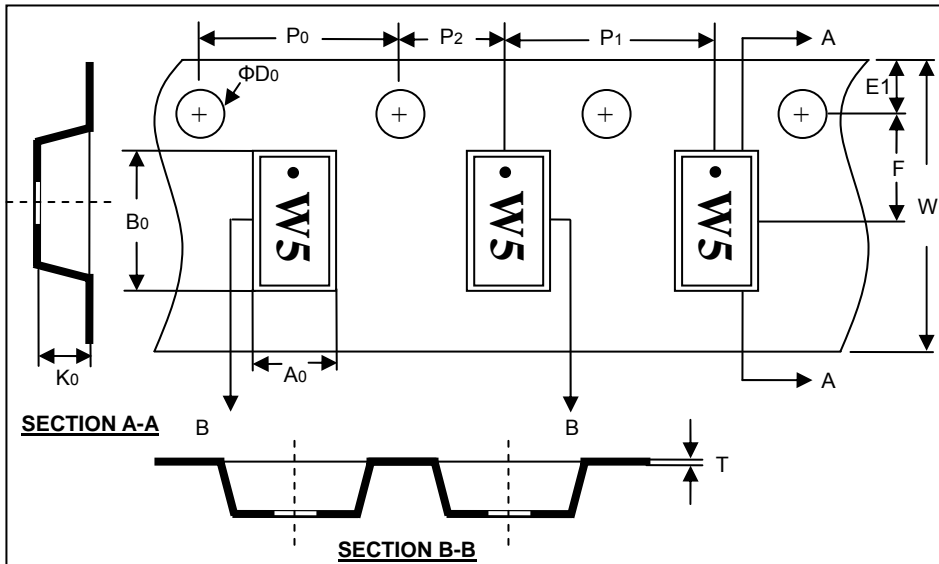 P0
P2
P1
A
ΦD0
E1
F
W
B0
W5
W5
W5
K0
A0
A
SECTION A-A
B
B
T
SECTION B-B